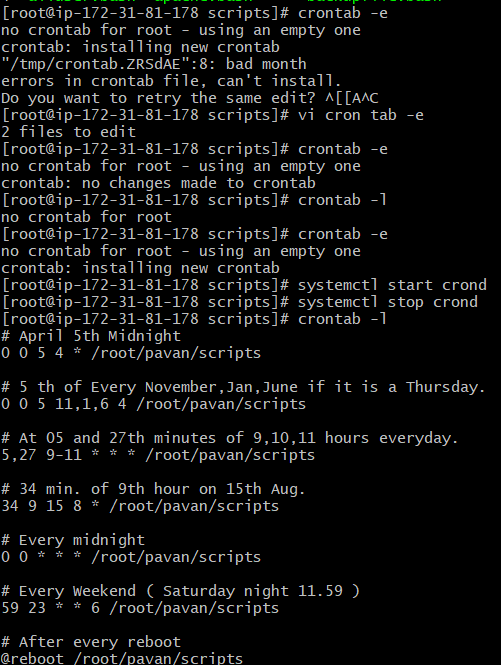 [root@ip-172-31-81-178 scripts]# crontab -e
no crontab for root - using an empty one
crontab: installing new crontab
"/tmp/crontab.ZRSdAE":8: bad month
errors in crontab file, can't install.
Do you want to retry the same edit? ^[[A^C
[root@ip-172-31-81-178 scripts]# vi cron tab -e
2 files to edit
[root@ip-172-31-81-178 scripts]# crontab -e
no crontab for root - using an empty one
crontab: no changes made to crontab
[root@ip-172-31-81-178 scripts]# crontab -l
no crontab for root
[root@ip-172-31-81-178 scripts]# crontab -e
no crontab for root - using an empty one
crontab: installing new crontab
[root@ip-172-31-81-178 scripts]# systemctl start crond
[root@ip-172-31-81-178 scripts]# systemctl stop crond
[root@ip-172-31-81-178 scripts]# crontab -l
# April 5th Midnight
0 0 5 4 * /root/pavan/scripts
# 5 th of Every November,Jan,June if it is a Thursday.
0 0 5 11,1,6 4 /root/pavan/scripts
# At 05 and 27th minutes of 9,10,11 hours everyday.
5,27 9-11 * * * /root/pavan/scripts
# 34 min. of 9th hour on 15th Aug.
34 9 15 8 * /root/pavan/scripts
# Every midnight
0 0 * * * /root/pavan/scripts
# Every Weekend ( Saturday night 11.59 )
59 23 * * 6 /root/pavan/scripts
# After every reboot
@reboot /root/pavan/scripts